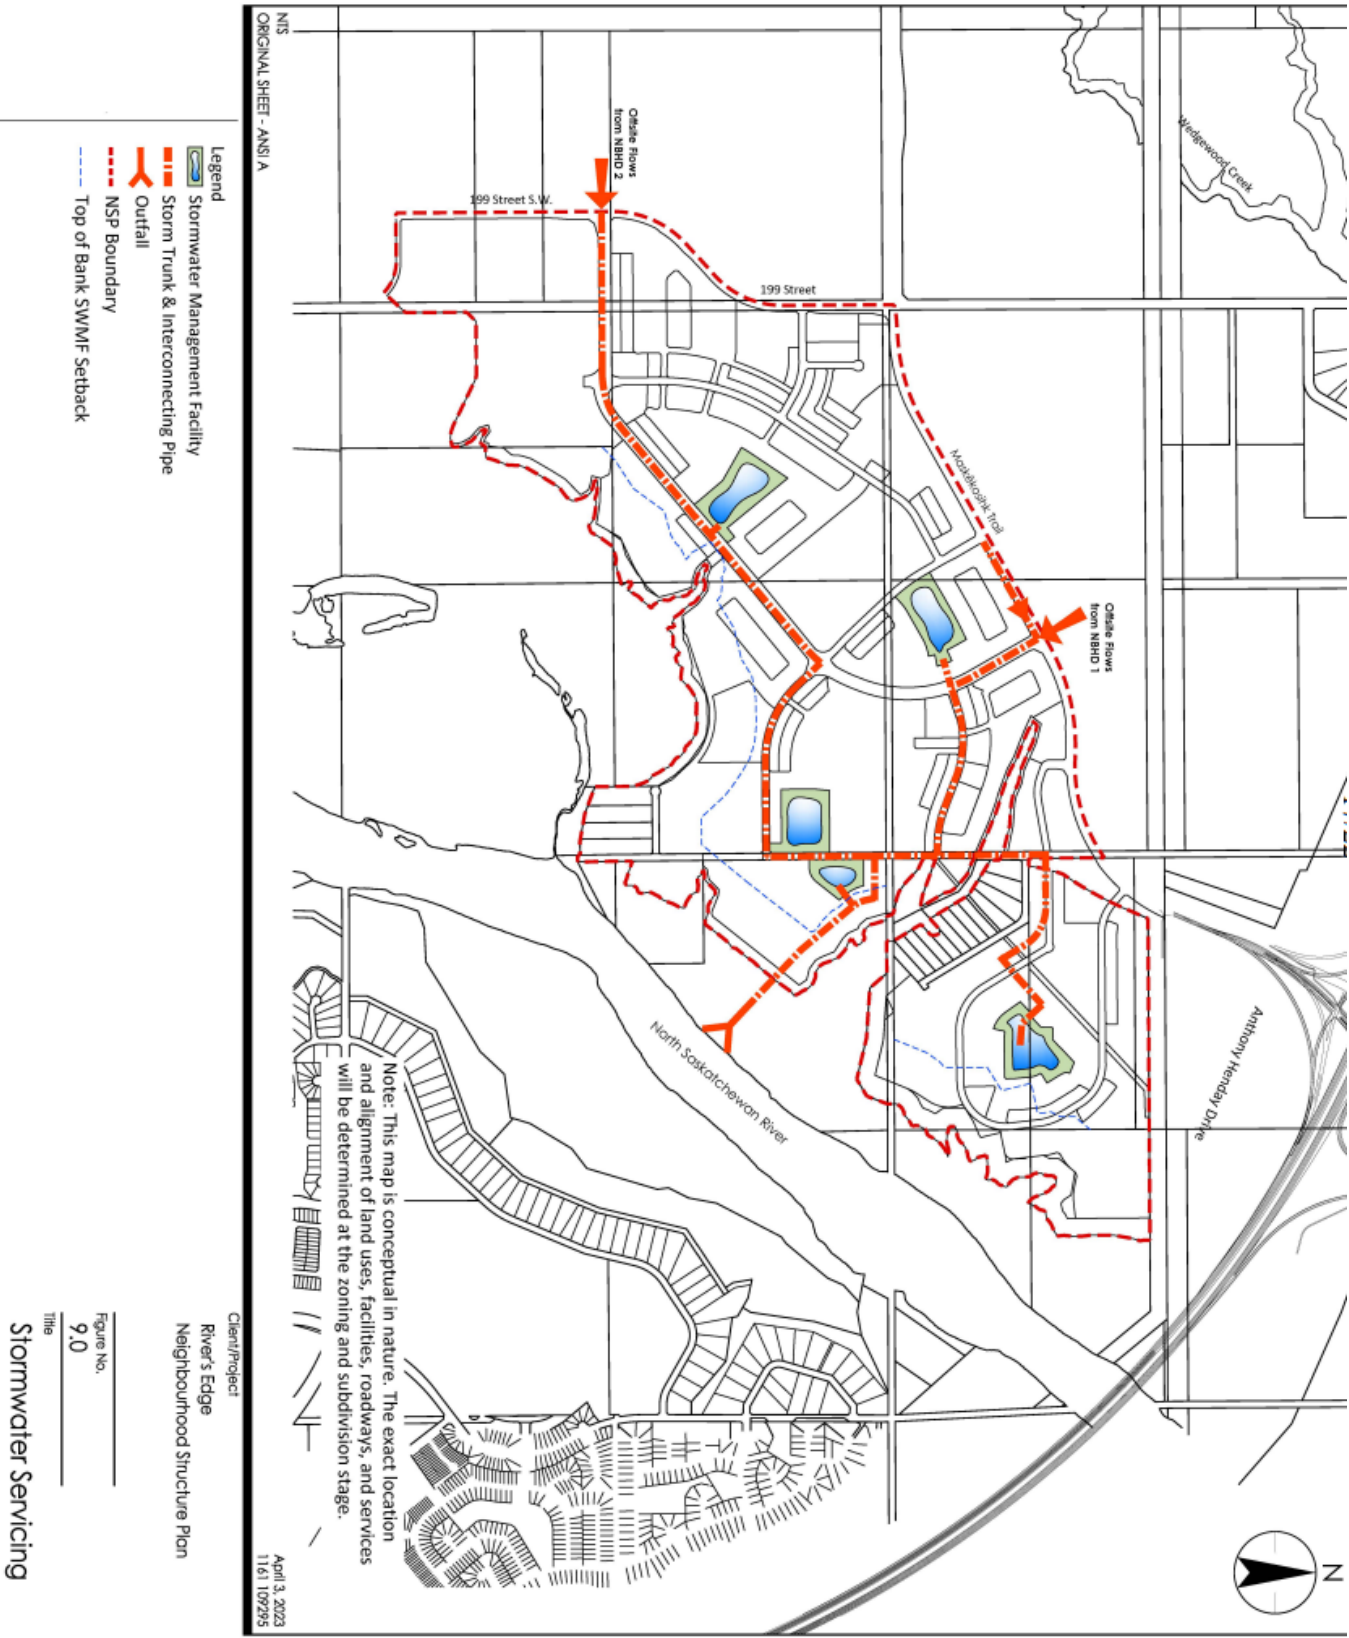 Wedgewood Creek
Offsite Flows
from NBHD 2
199 Street S.W.
199 Street
Maskêkosihk Trail
Offsite Flows
from NBHD 1
Anthony Henday Drive
North Saskatchewan River
N
Note: This map is conceptual in nature. The exact location
and alignment of land uses, facilities, roadways, and services
will be determined at the zoning and subdivision stage.
NTS
ORIGINAL SHEET - ANSI A
April 3, 2023
1161 109295
Legend
Stormwater Management Facility
Storm Trunk & Interconnecting Pipe
Outfall
NSP Boundary
Top of Bank SWMF Setback
Client/Project
River's Edge
Neighbourhood Structure Plan
Figure No.
9.0
Title
Stormwater Servicing